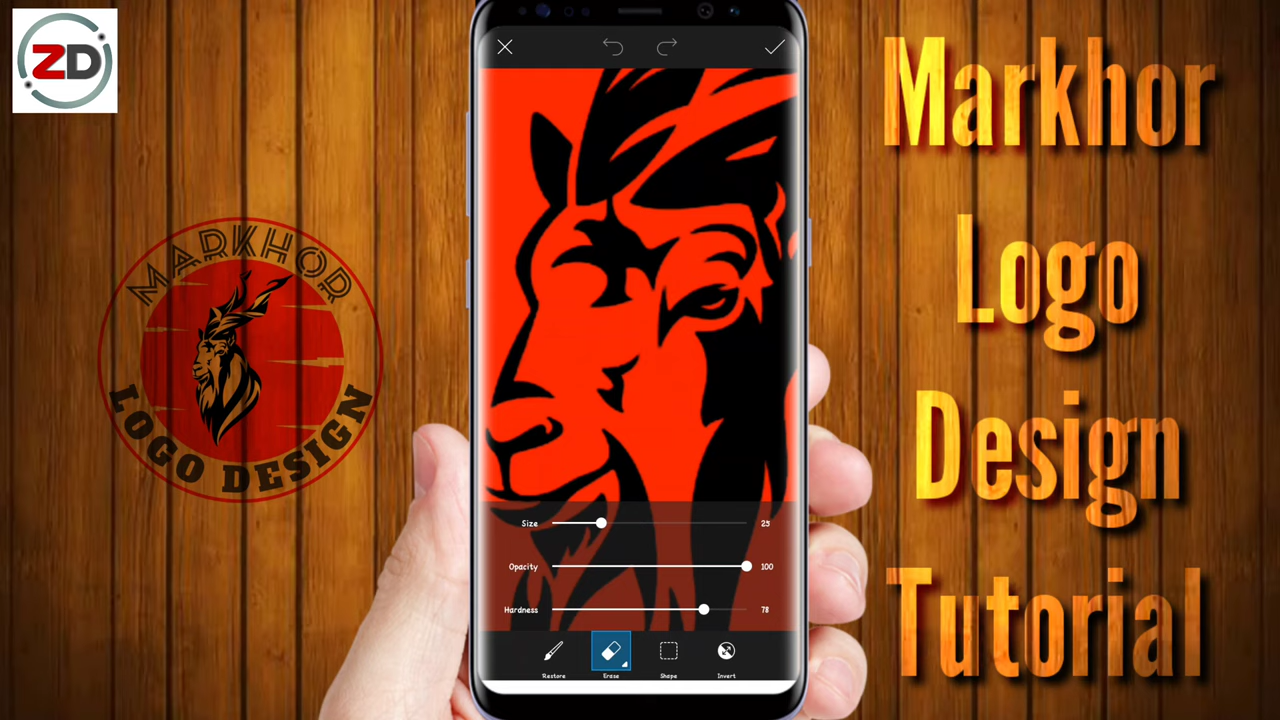 ZD
MARKHOR
LOGO DESIGN
Size 25
Opacity 100
Hardness 78
Restore Erase Shape Invert
Markhor
Logo
Design
Tutorial